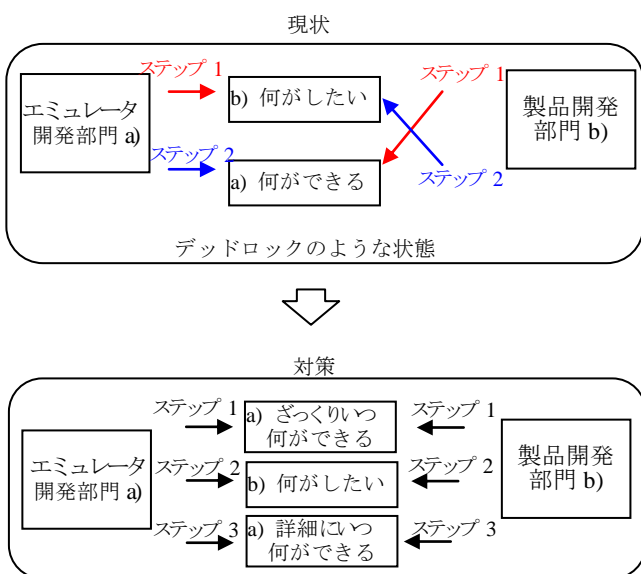 現状
ステップ 1
ステップ 1
エミュレータ
開発部門 a)
b) 何がしたい
製品開発
部門 b)
ステップ 2
a) 何ができる
ステップ 2
デッドロックのような状態
対策
ステップ 1
a) ざっくりいつ
何ができる
ステップ 1
エミュレータ
開発部門 a)
ステップ 2
b) 何がしたい
ステップ 2
製品開発
部門 b)
ステップ 3
a) 詳細にいつ
何ができる
ステップ 3